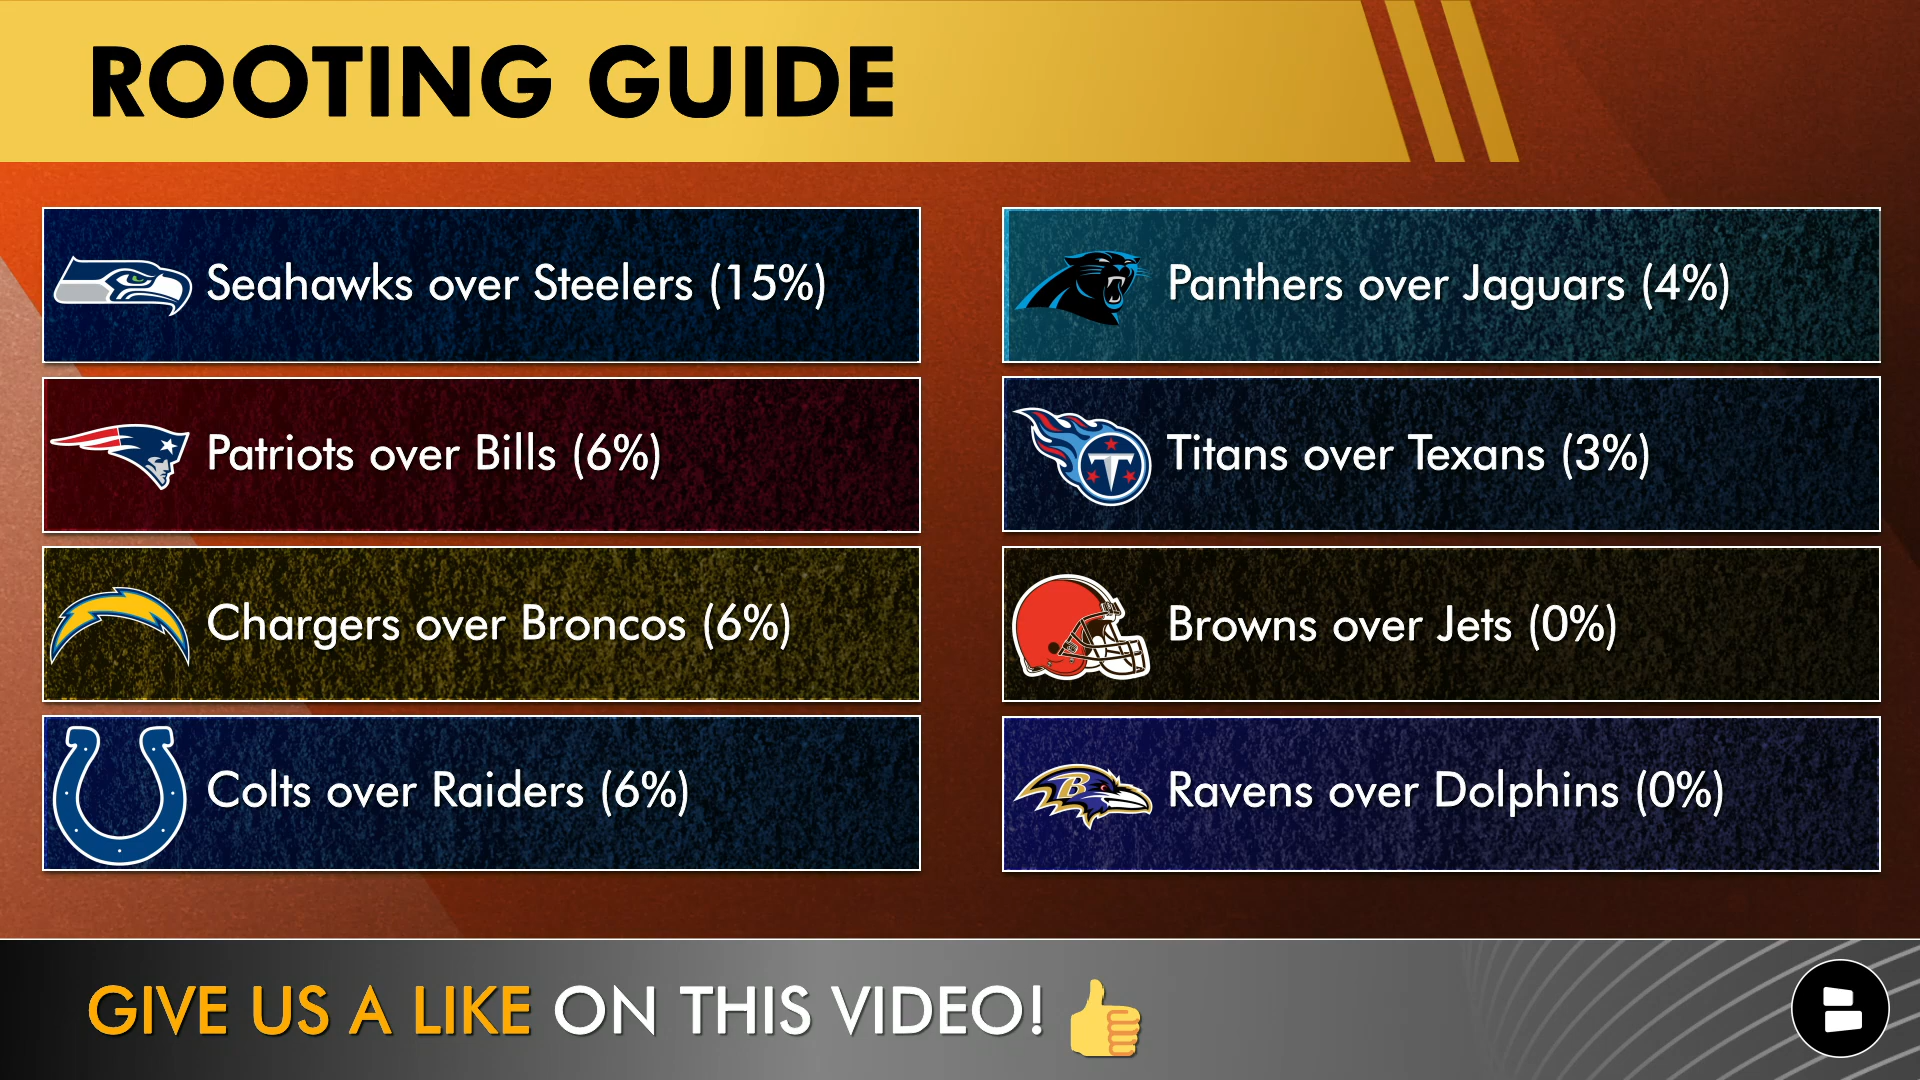 ROOTING GUIDE
Seahawks over Steelers (15%)
Patriots over Bills (6%)
Chargers over Broncos (6%)
Colts over Raiders (6%)
Panthers over Jaguars (4%)
Titans over Texans (3%)
Browns over Jets (0%)
Ravens over Dolphins (0%)
GIVE US A LIKE ON THIS VIDEO!